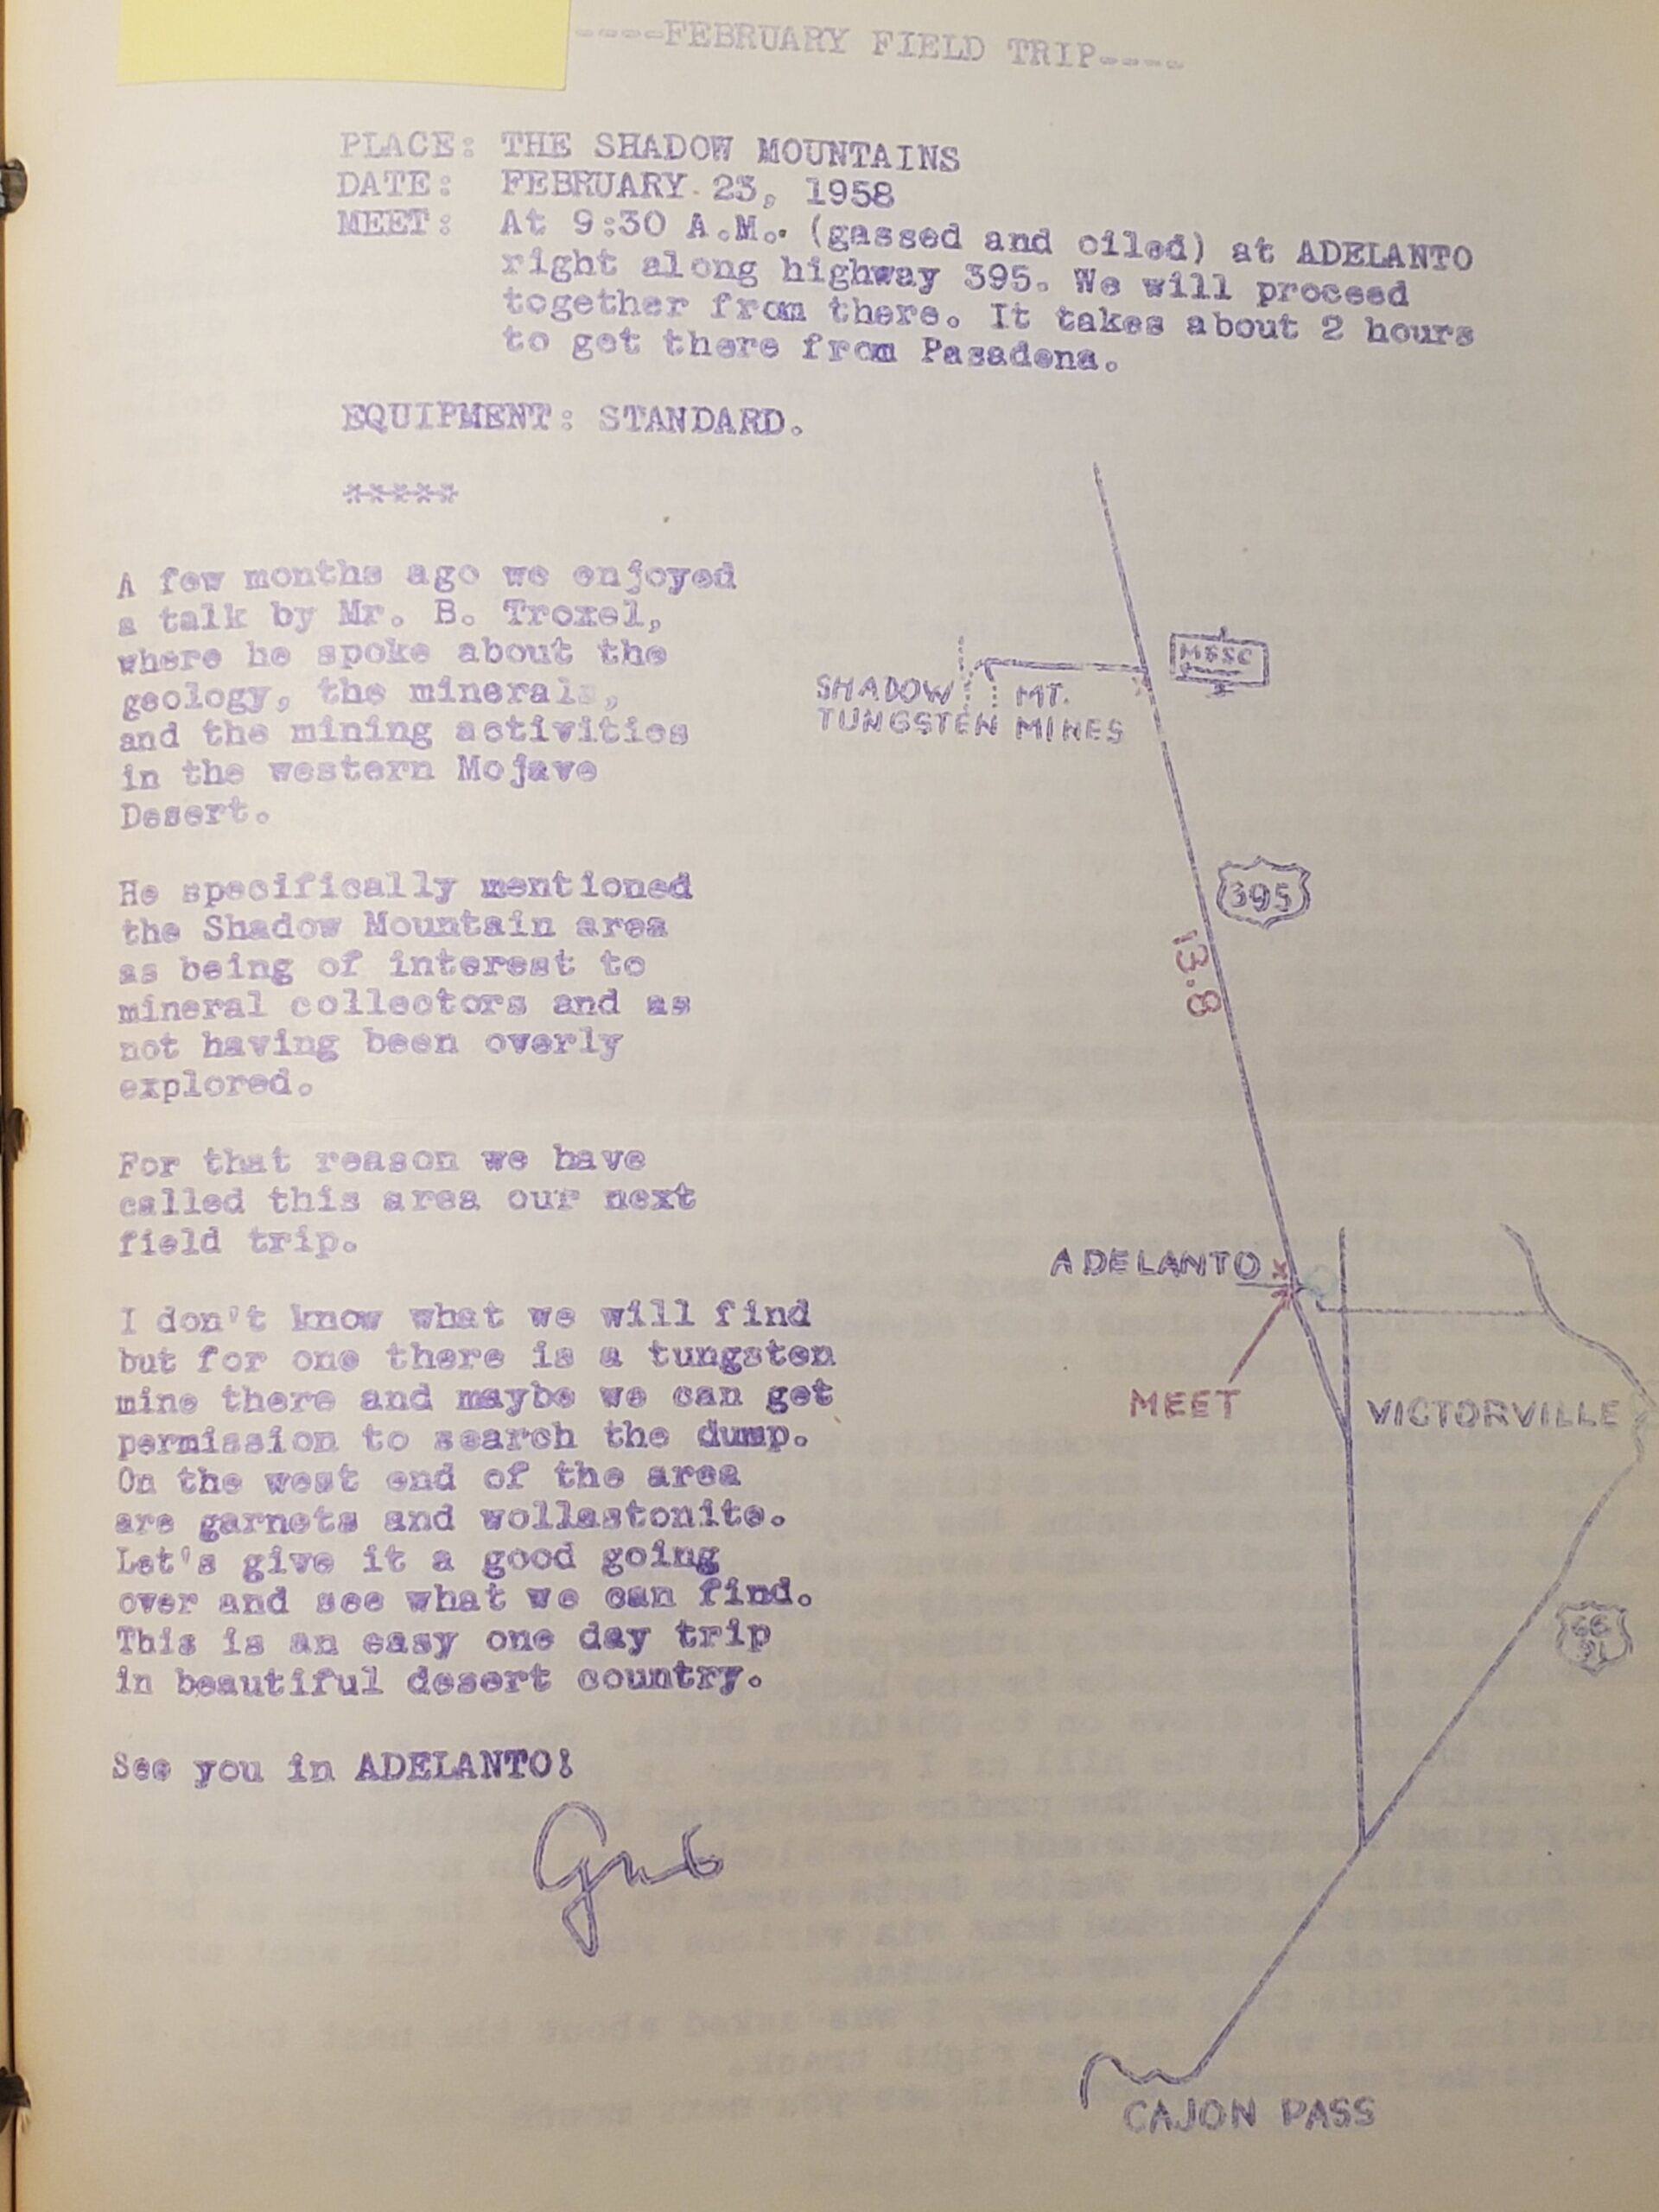 ----FEBRUARY FIELD TRIP----
PLACE: THE SHADOW MOUNTAINS
DATE: FEBRUARY 23, 1958
MEET: At 9:30 A.M. (gassed and oiled) at ADELANTO
right along highway 395. We will proceed
together from there. It takes about 2 hours
to get there from Pasadena.
EQUIPMENT: STANDARD.
*****
A few months ago we enjoyed
a talk by Mr. B. Troxel,
where he spoke about the
geology, the minerals,
and the mining activities
in the western Mojave
Desert.
He specifically mentioned
the Shadow Mountain area
as being of interest to
mineral collectors and as
not having been overly
explored.
For that reason we have
called this area our next
field trip.
I don't know what we will find
but for one there is a tungsten
mine there and maybe we can get
permission to search the dump.
On the west end of the area
are garnets and wollastonite.
Let's give it a good going
over and see what we can find.
This is an easy one day trip
in beautiful desert country.
See you in ADELANTO!
Gus
MSSC
SHADOW MT.
TUNGSTEN MINES
395
13.8
ADELANTO
MEET
VICTORVILLE
66
91
CAJON PASS